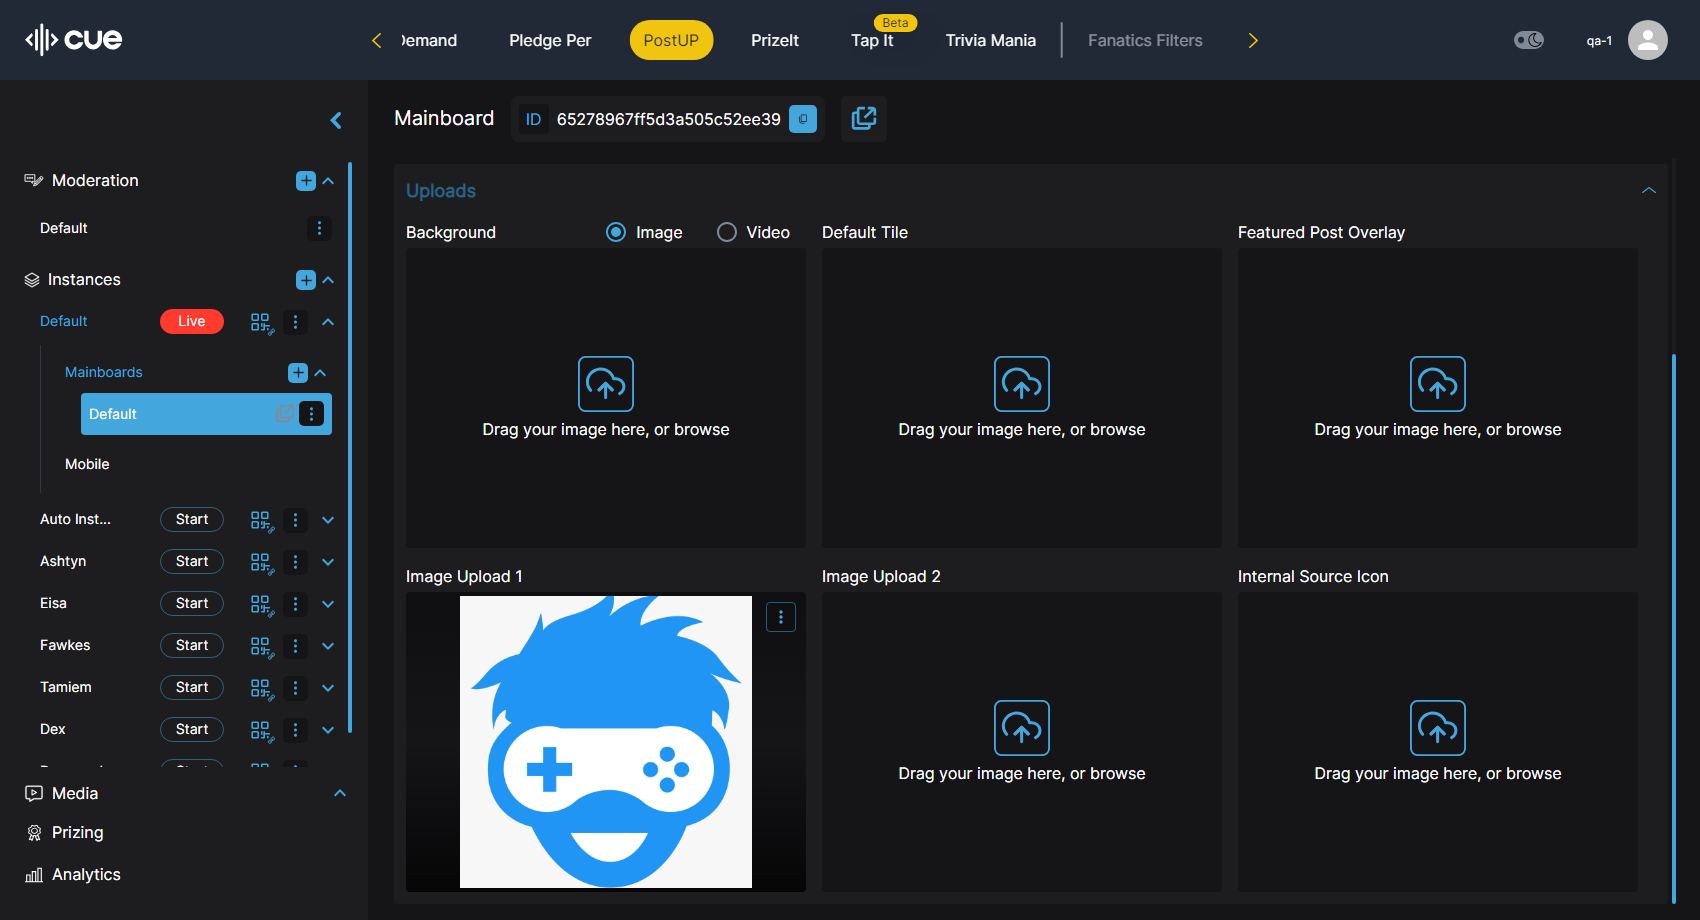 cue
Demand
Pledge Per
PostUP
PrizeIt
Beta
Tap It
Trivia Mania
Fanatics Filters
qa-1
Moderation
Default
Instances
Default
Live
Mainboards
Default
Mobile
Auto Inst...
Start
Ashtyn
Start
Eisa
Start
Fawkes
Start
Tamiem
Start
Dex
Start
Media
Prizing
Analytics
Mainboard
ID 65278967ff5d3a505c52ee39
Uploads
Background
Image
Video
Default Tile
Featured Post Overlay
Drag your image here, or browse
Drag your image here, or browse
Drag your image here, or browse
Image Upload 1
Image Upload 2
Internal Source Icon
Drag your image here, or browse
Drag your image here, or browse